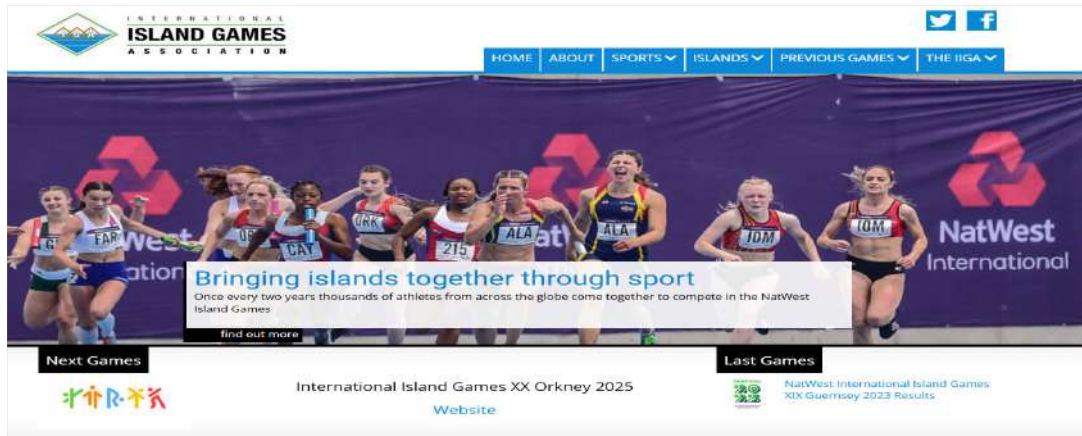 INTERNATIONAL
ISLAND GAMES
ASSOCIATION
HOME ABOUT SPORTS ISLANDS PREVIOUS GAMES THE IIGA
FAR
CAY
ORK
215
ALA
ALA
IOM
IOM
West
NatWest
International
Bringing islands together through sport
Once every two years thousands of athletes from across the globe come together to compete in the NatWest
Island Games
find out more
Next Games
Last Games
International Island Games XX Orkney 2025
Website
NatWest International Island Games
XIX Guernsey 2023 Results